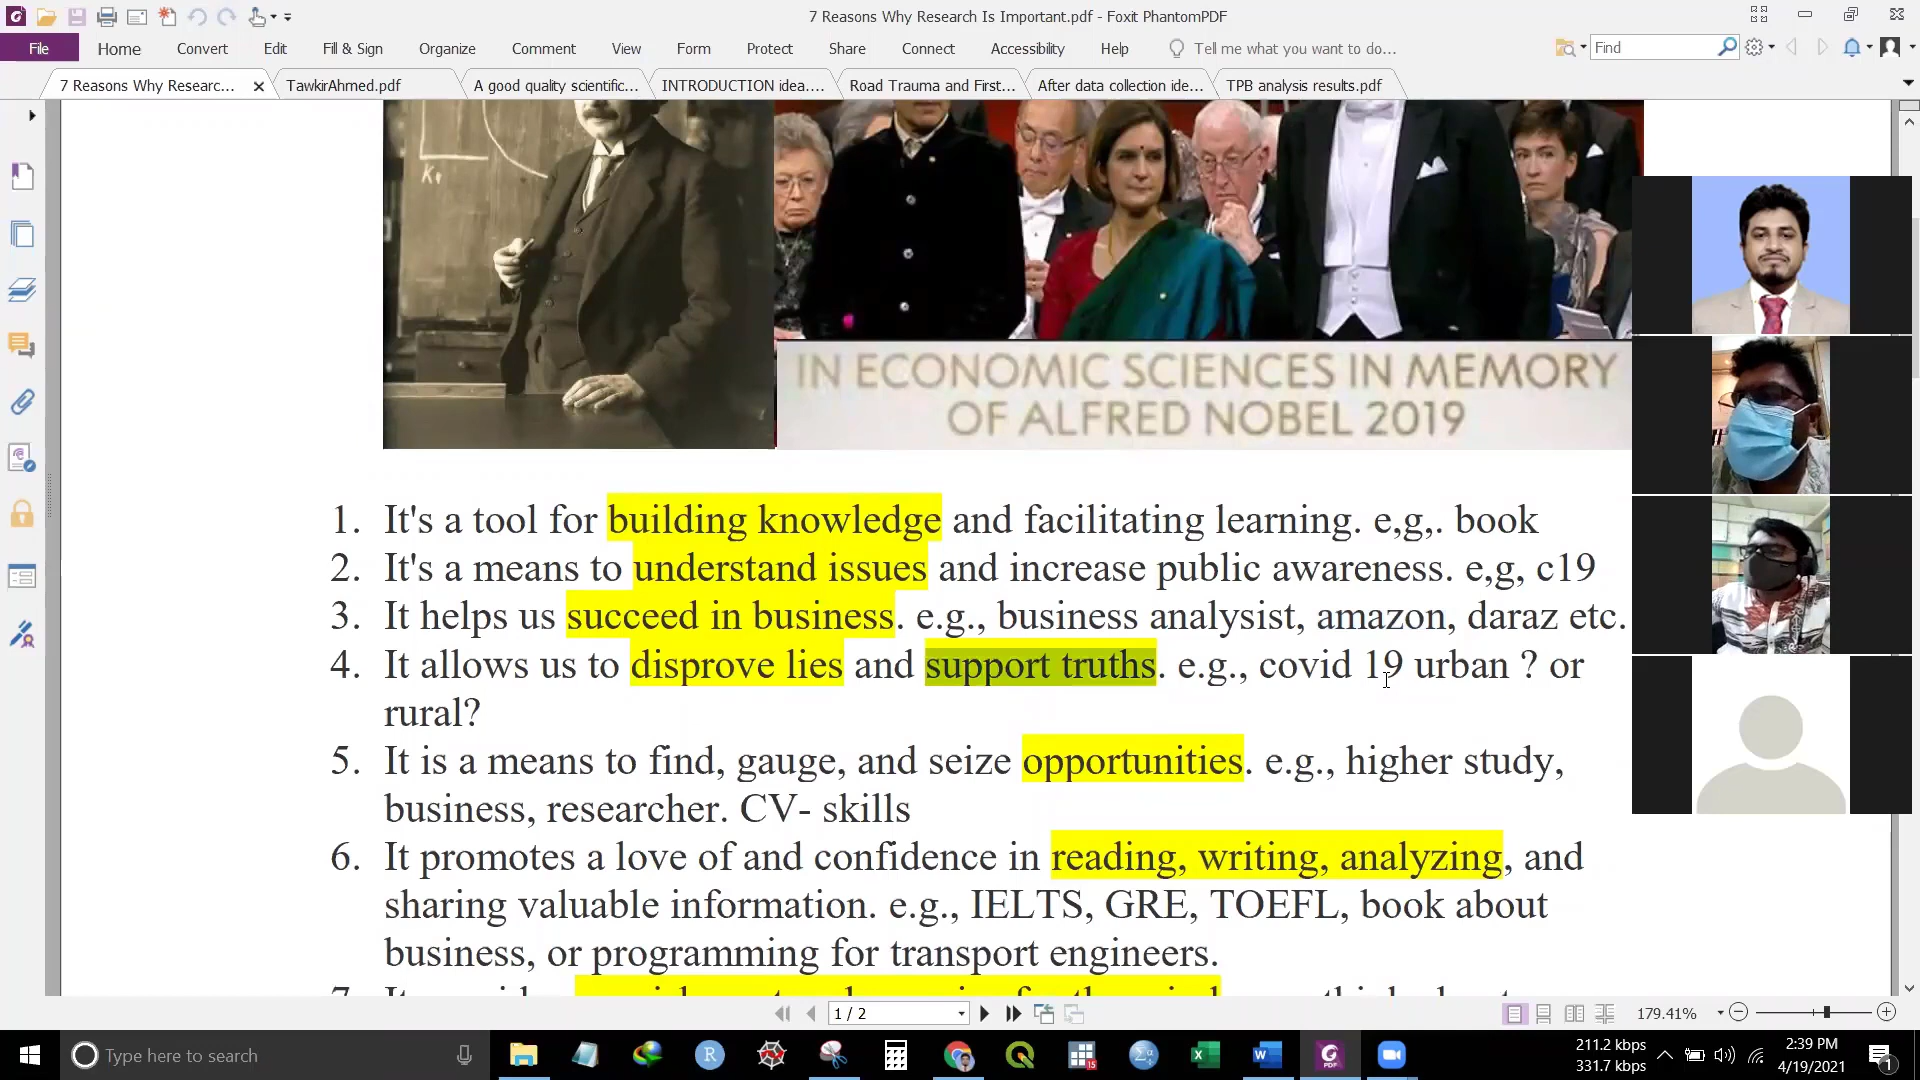 7 Reasons Why Research Is Important.pdf - Foxit PhantomPDF
File Home Convert Edit Fill & Sign Organize Comment View Form Protect Share Connect Accessibility Help Tell me what you want to do... Find
7 Reasons Why Researc... TawkirAhmed.pdf A good quality scientific... INTRODUCTION idea.... Road Trauma and First... After data collection ide... TPB analysis results.pdf
IN ECONOMIC SCIENCES IN MEMORY
OF ALFRED NOBEL 2019
1. It's a tool for building knowledge and facilitating learning. e,g,. book
2. It's a means to understand issues and increase public awareness. e,g, c19
3. It helps us succeed in business. e.g., business analysist, amazon, daraz etc.
4. It allows us to disprove lies and support truths. e.g., covid 19 urban ? or
rural?
5. It is a means to find, gauge, and seize opportunities. e.g., higher study,
business, researcher. CV- skills
6. It promotes a love of and confidence in reading, writing, analyzing, and
sharing valuable information. e.g., IELTS, GRE, TOEFL, book about
business, or programming for transport engineers.
1 / 2 179.41%
Type here to search
211.2 kbps 2:39 PM
331.7 kbps 4/19/2021 1